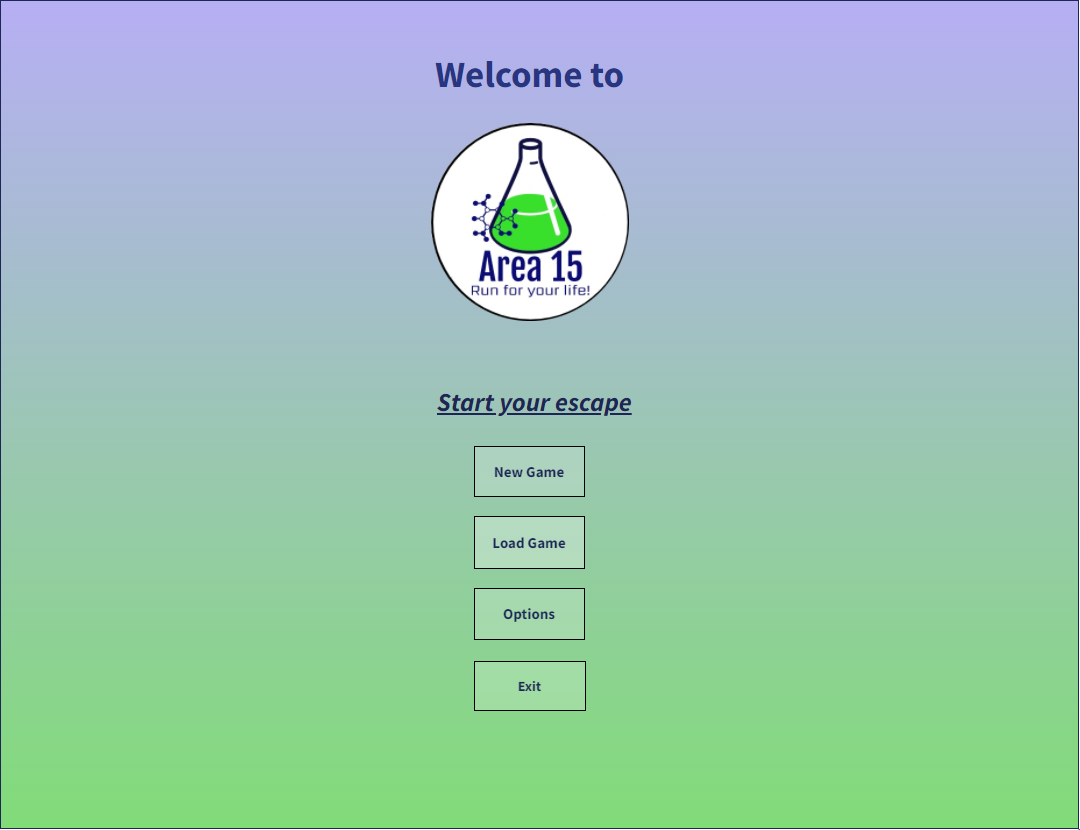 Welcome to
Area 15
Run for your life!
Start your escape
New Game
Load Game
Options
Exit